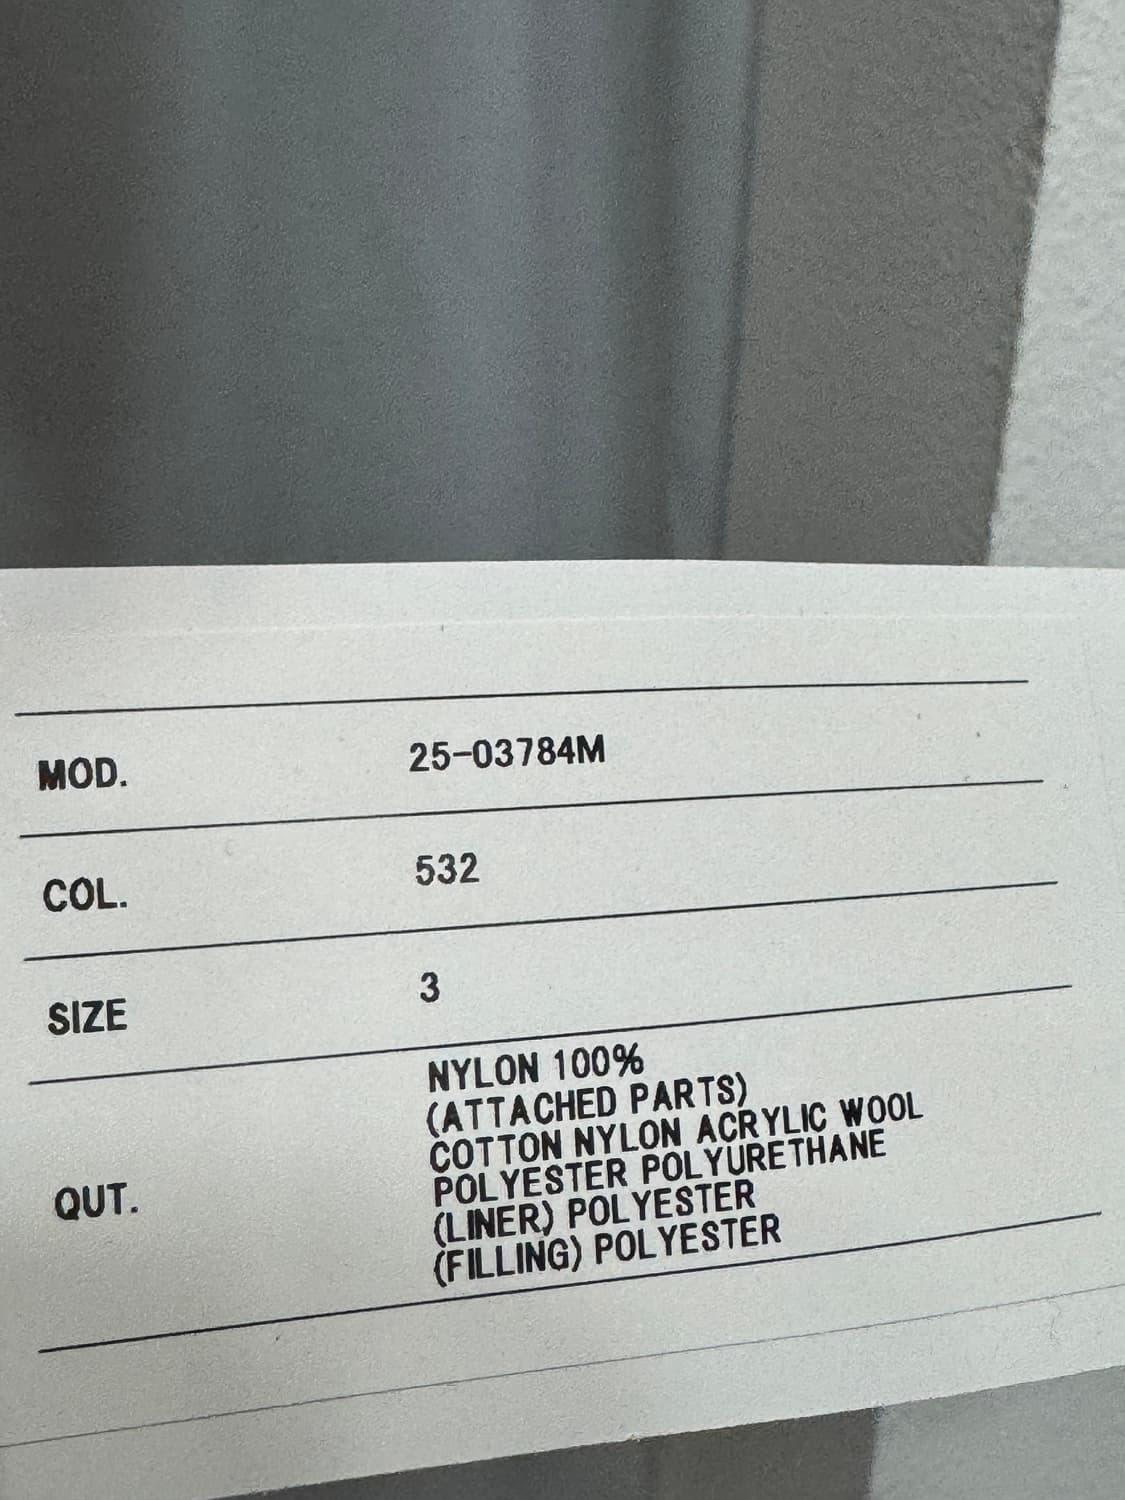 MOD. 25-03784M
COL. 532
SIZE 3
QUT. NYLON 100%
(ATTACHED PARTS)
COTTON NYLON ACRYLIC WOOL
POLYESTER POLYURETHANE
(LINER) POLYESTER
(FILLING) POLYESTER